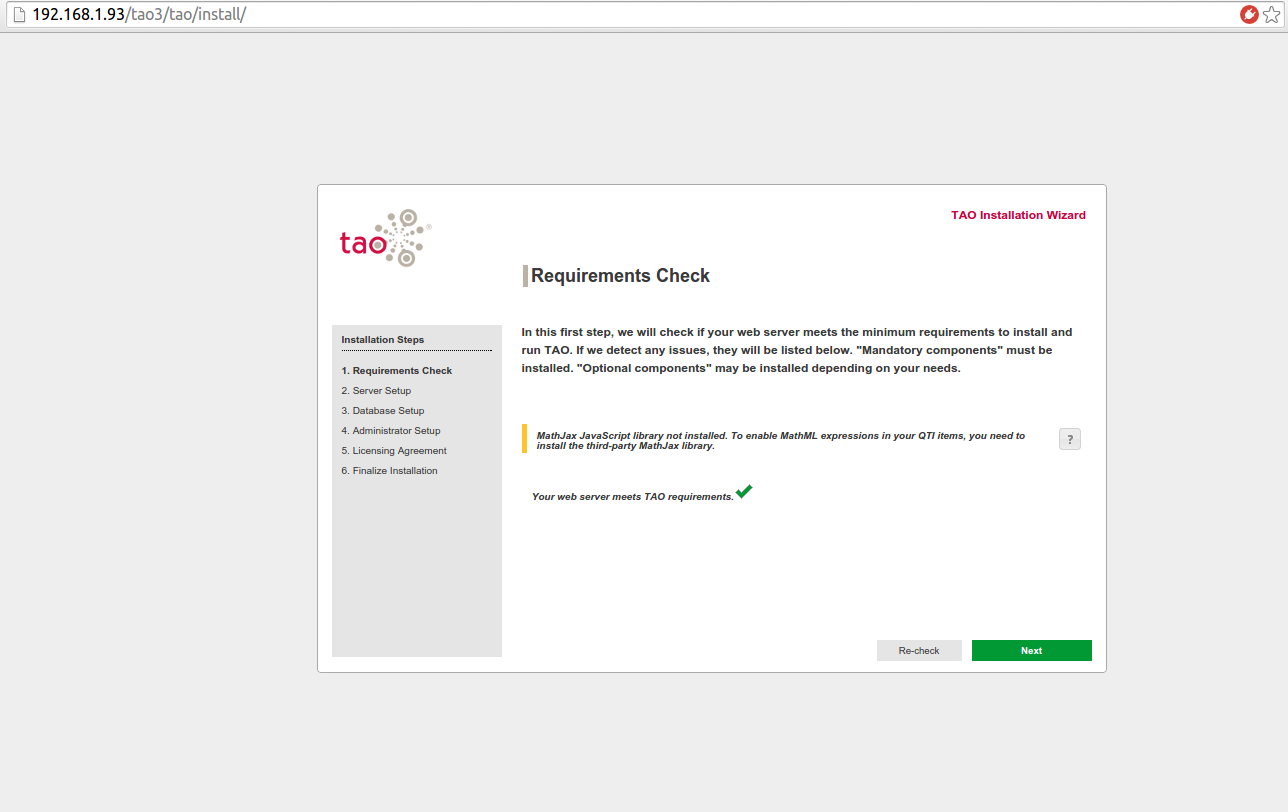 192.168.1.93/tao3/tao/install/
tao®
TAO Installation Wizard
Requirements Check
Installation Steps
1. Requirements Check
2. Server Setup
3. Database Setup
4. Administrator Setup
5. Licensing Agreement
6. Finalize Installation
In this first step, we will check if your web server meets the minimum requirements to install and
run TAO. If we detect any issues, they will be listed below. "Mandatory components" must be
installed. "Optional components" may be installed depending on your needs.
MathJax JavaScript library not installed. To enable MathML expressions in your QTI items, you need to
install the third-party MathJax library.
?
Your web server meets TAO requirements.
Re-check
Next